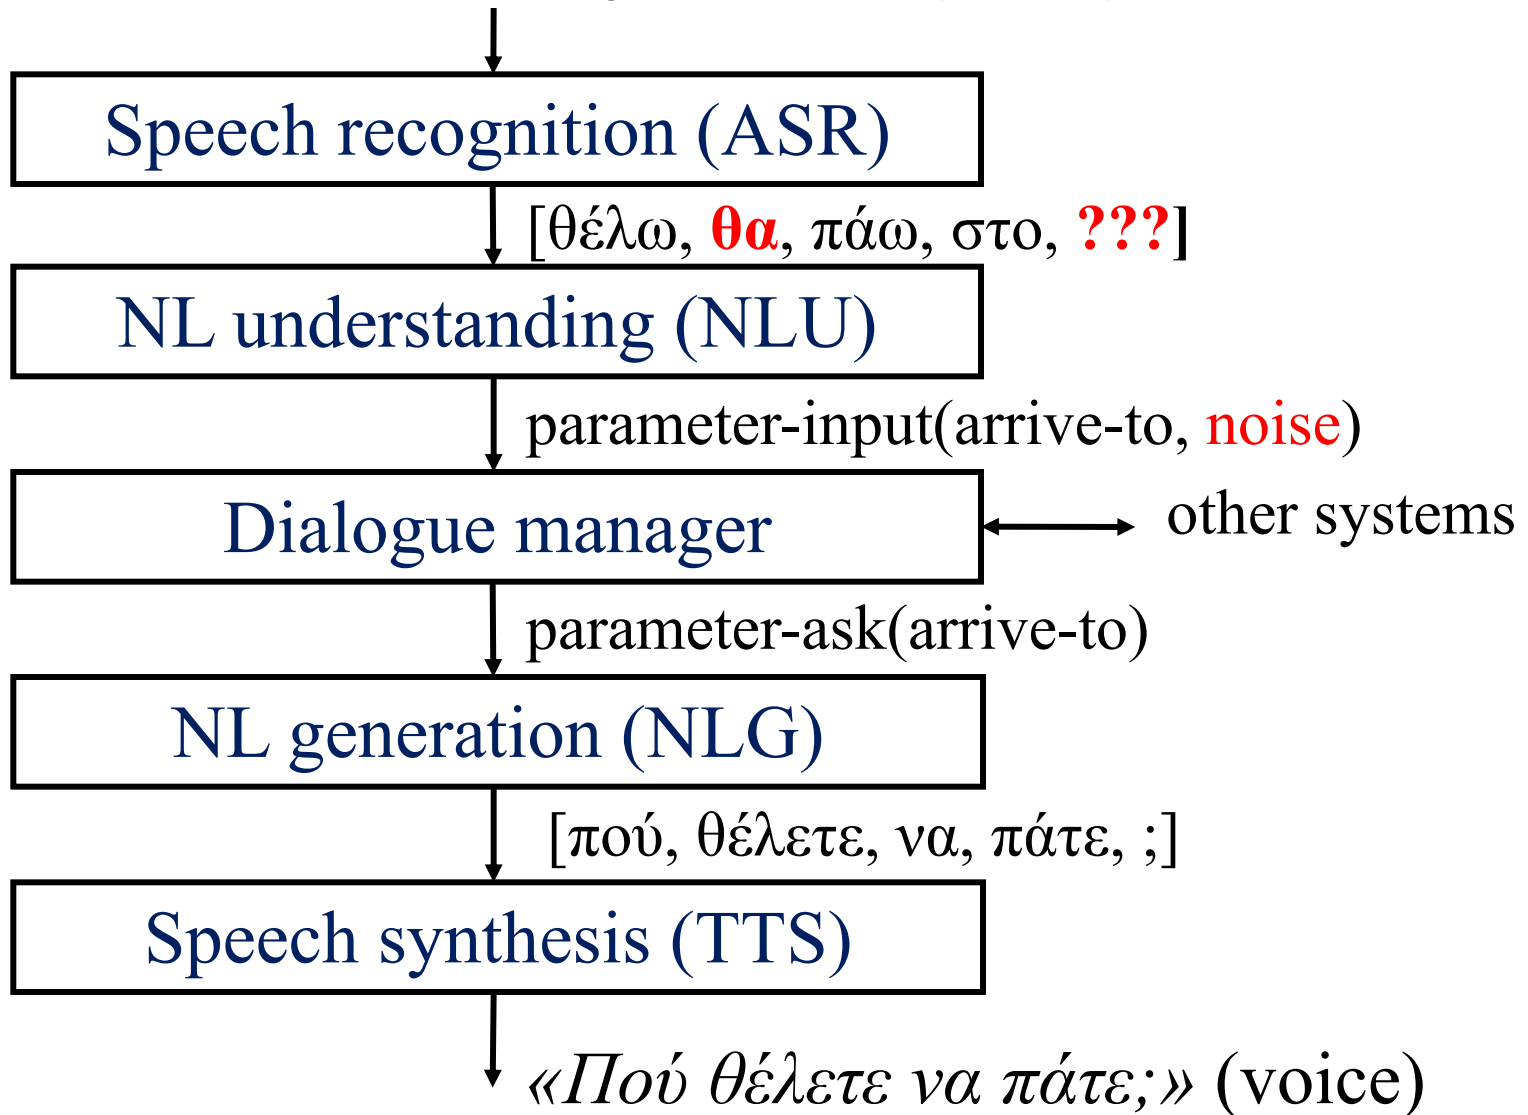 Speech recognition (ASR)
[θέλω, θα, πάω, στο, ???]
NL understanding (NLU)
parameter-input(arrive-to, noise)
Dialogue manager
other systems
parameter-ask(arrive-to)
NL generation (NLG)
[πού, θέλετε, να, πάτε, ;]
Speech synthesis (TTS)
«Πού θέλετε να πάτε;» (voice)